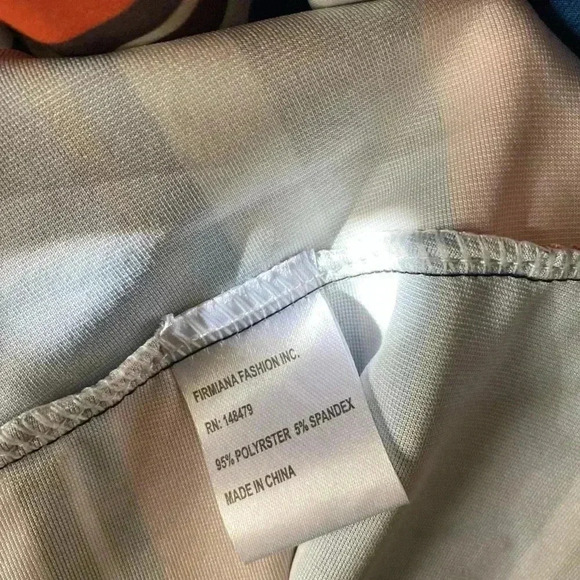 FIRMIANA FASHION INC.
RN: 148479
95% POLYRSTER 5% SPANDEX
MADE IN CHINA